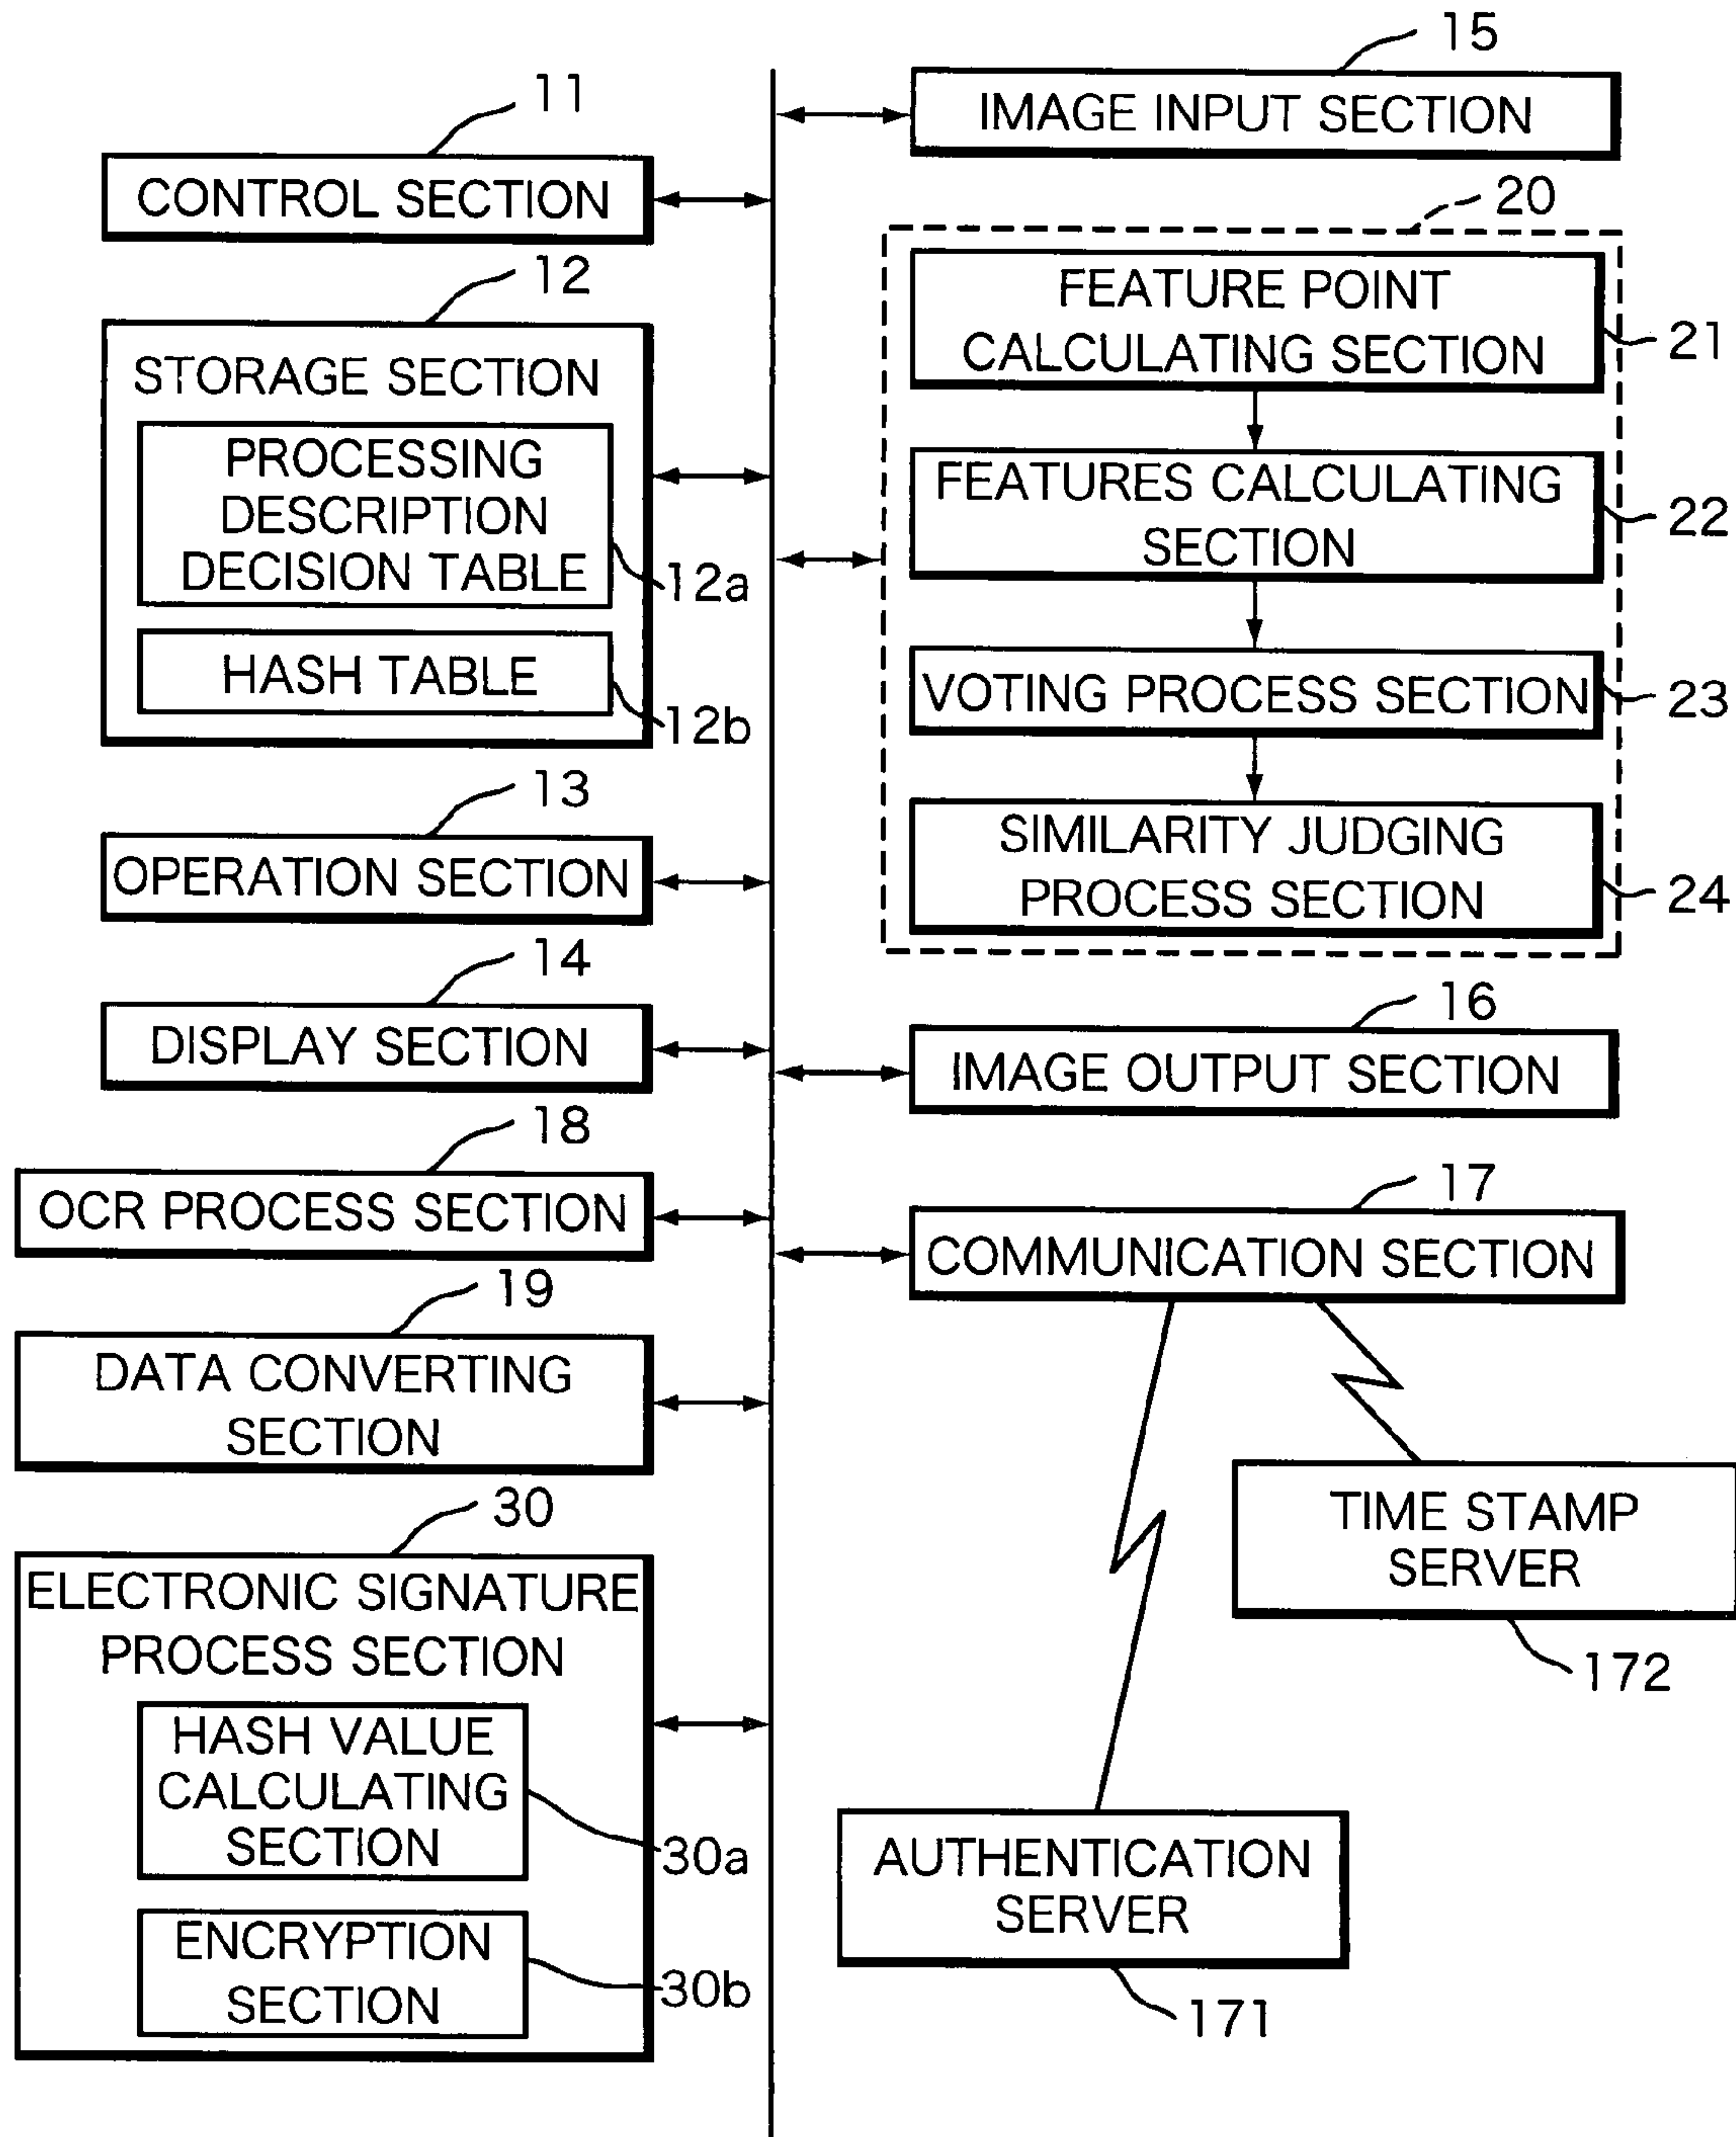 11
CONTROL SECTION
12
STORAGE SECTION
PROCESSING
DESCRIPTION
DECISION TABLE
12a
HASH TABLE
12b
13
OPERATION SECTION
14
DISPLAY SECTION
18
OCR PROCESS SECTION
19
DATA CONVERTING
SECTION
30
ELECTRONIC SIGNATURE
PROCESS SECTION
HASH VALUE
CALCULATING
SECTION
30a
ENCRYPTION
SECTION
30b
15
IMAGE INPUT SECTION
20
FEATURE POINT
CALCULATING SECTION
21
FEATURES CALCULATING
SECTION
22
VOTING PROCESS SECTION
23
SIMILARITY JUDGING
PROCESS SECTION
24
16
IMAGE OUTPUT SECTION
17
COMMUNICATION SECTION
TIME STAMP
SERVER
172
AUTHENTICATION
SERVER
171